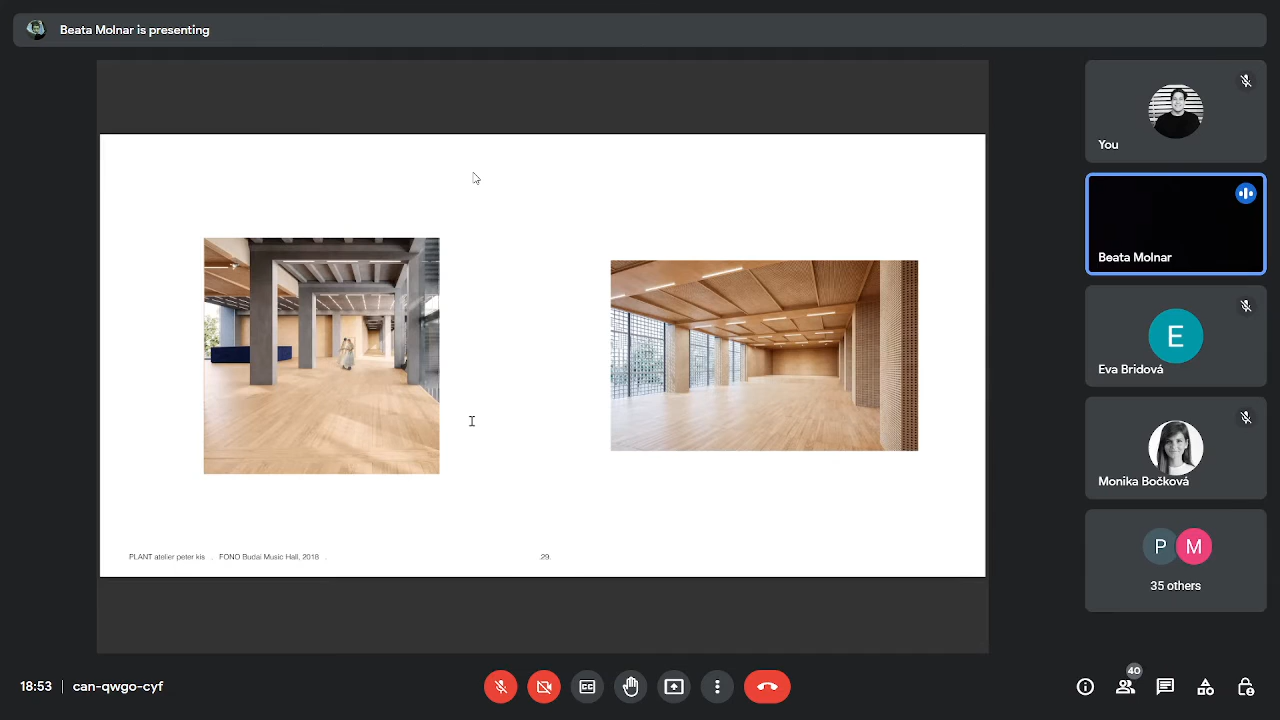 Beata Molnar is presenting
You
Beata Molnar
E
Eva Bridová
Monika Bočková
P M
35 others
PLANT atelier peter kis . FOND Budai Music Hall, 2018 .
.29.
18:53 | can-qwgo-cyf
40